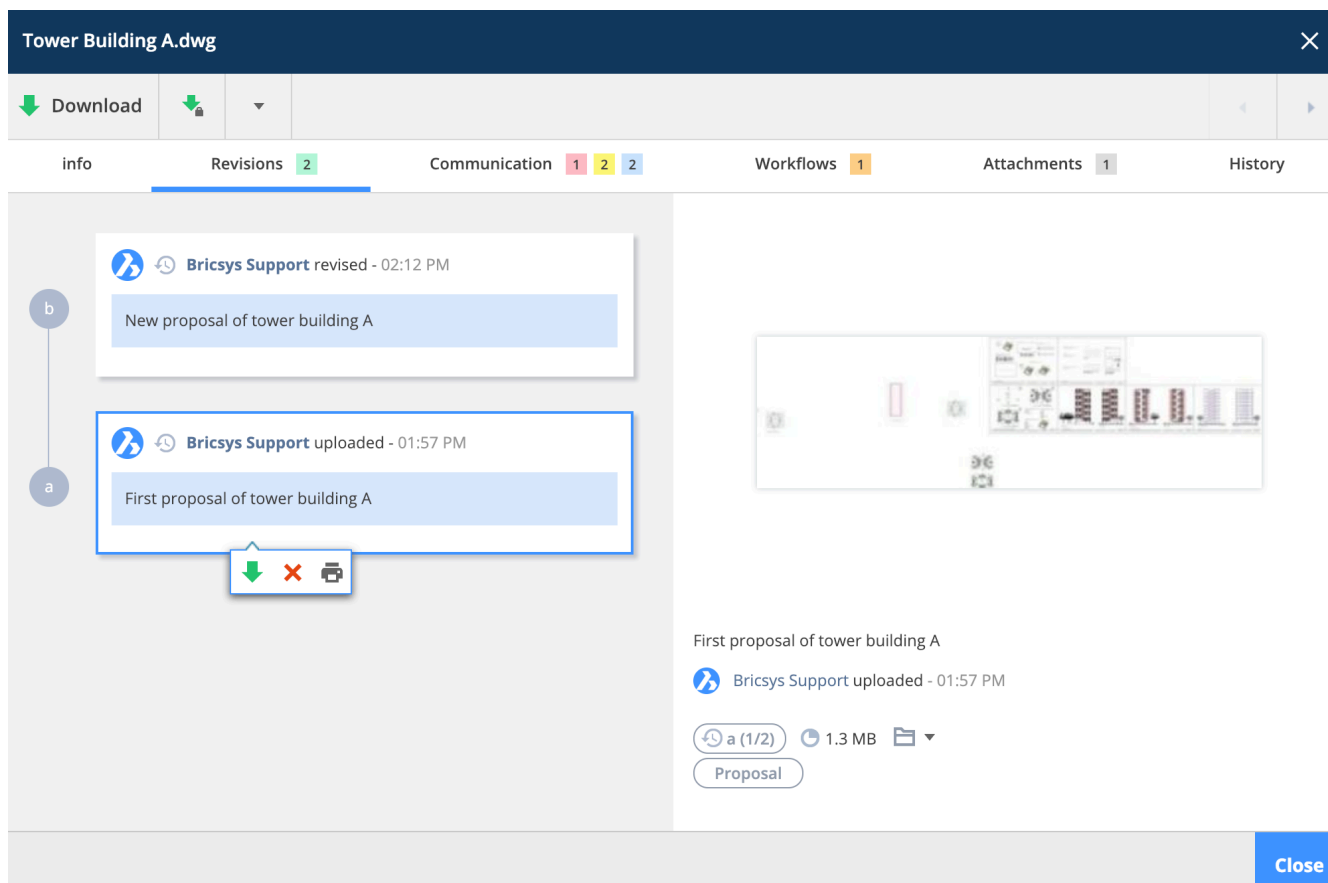 Tower Building A.dwg
Download
info Revisions 2 Communication 1 2 2 Workflows 1 Attachments 1 History
b
Bricsys Support revised - 02:12 PM
New proposal of tower building A
a
Bricsys Support uploaded - 01:57 PM
First proposal of tower building A
First proposal of tower building A
Bricsys Support uploaded - 01:57 PM
a (1/2) 1.3 MB
Proposal
Close